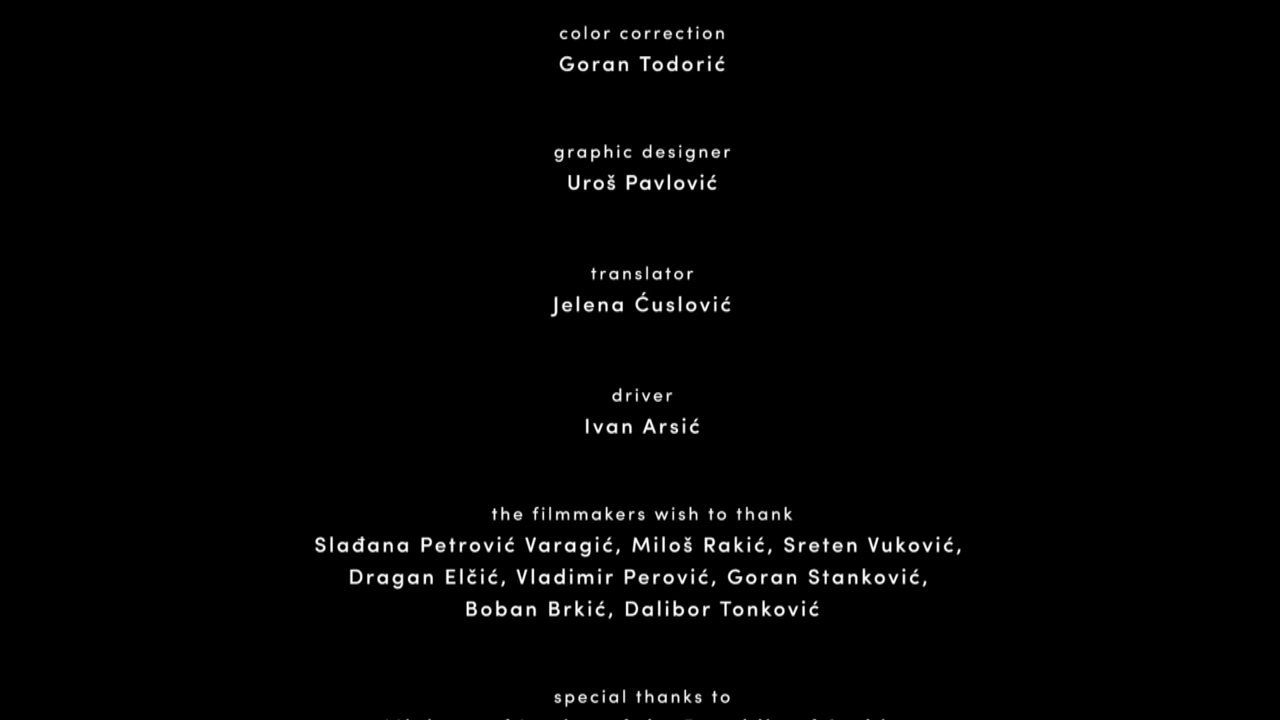 color correction
Goran Todorić
graphic designer
Uroš Pavlović
translator
Jelena Ćuslović
driver
Ivan Arsić
the filmmakers wish to thank
Slađana Petrović Varagić, Miloš Rakić, Sreten Vuković,
Dragan Elčić, Vladimir Perović, Goran Stanković,
Boban Brkić, Dalibor Tonković
special thanks to